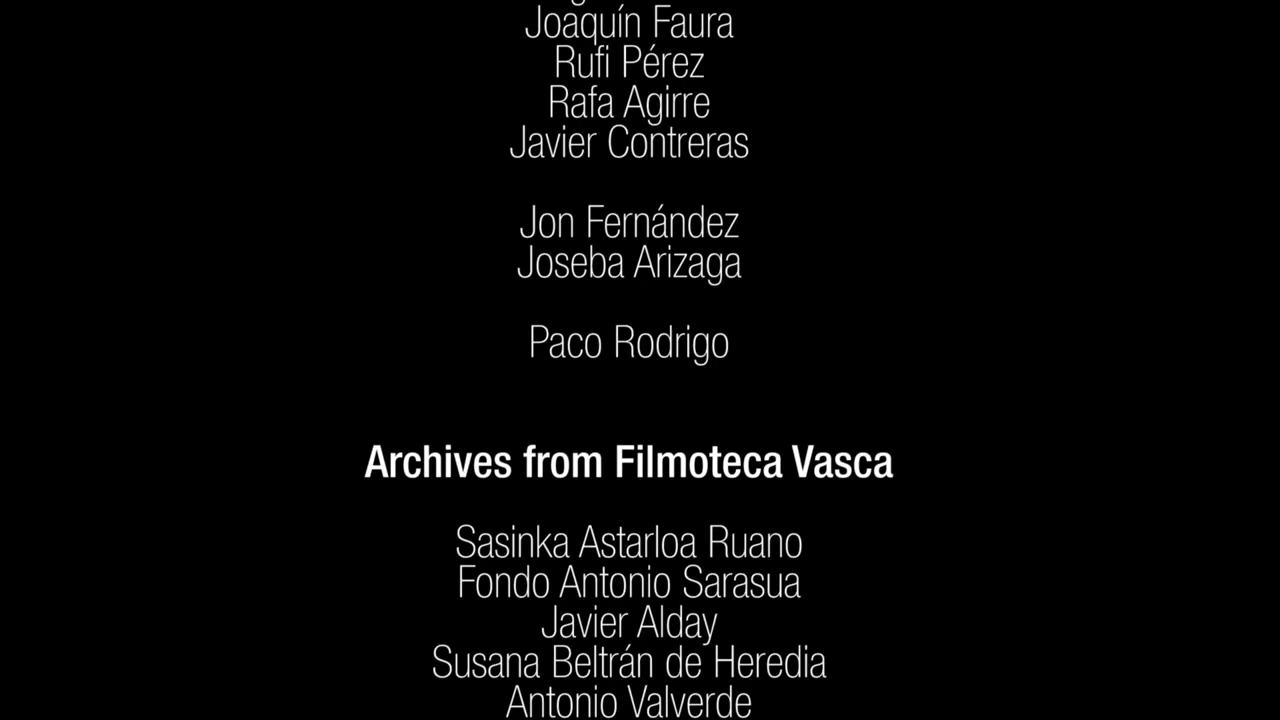 Joaquín Faura
Rufi Pérez
Rafa Agirre
Javier Contreras
Jon Fernández
Joseba Arizaga
Paco Rodrigo
Archives from Filmoteca Vasca
Sasinka Astarloa Ruano
Fondo Antonio Sarasua
Javier Alday
Susana Beltrán de Heredia
Antonio Valverde